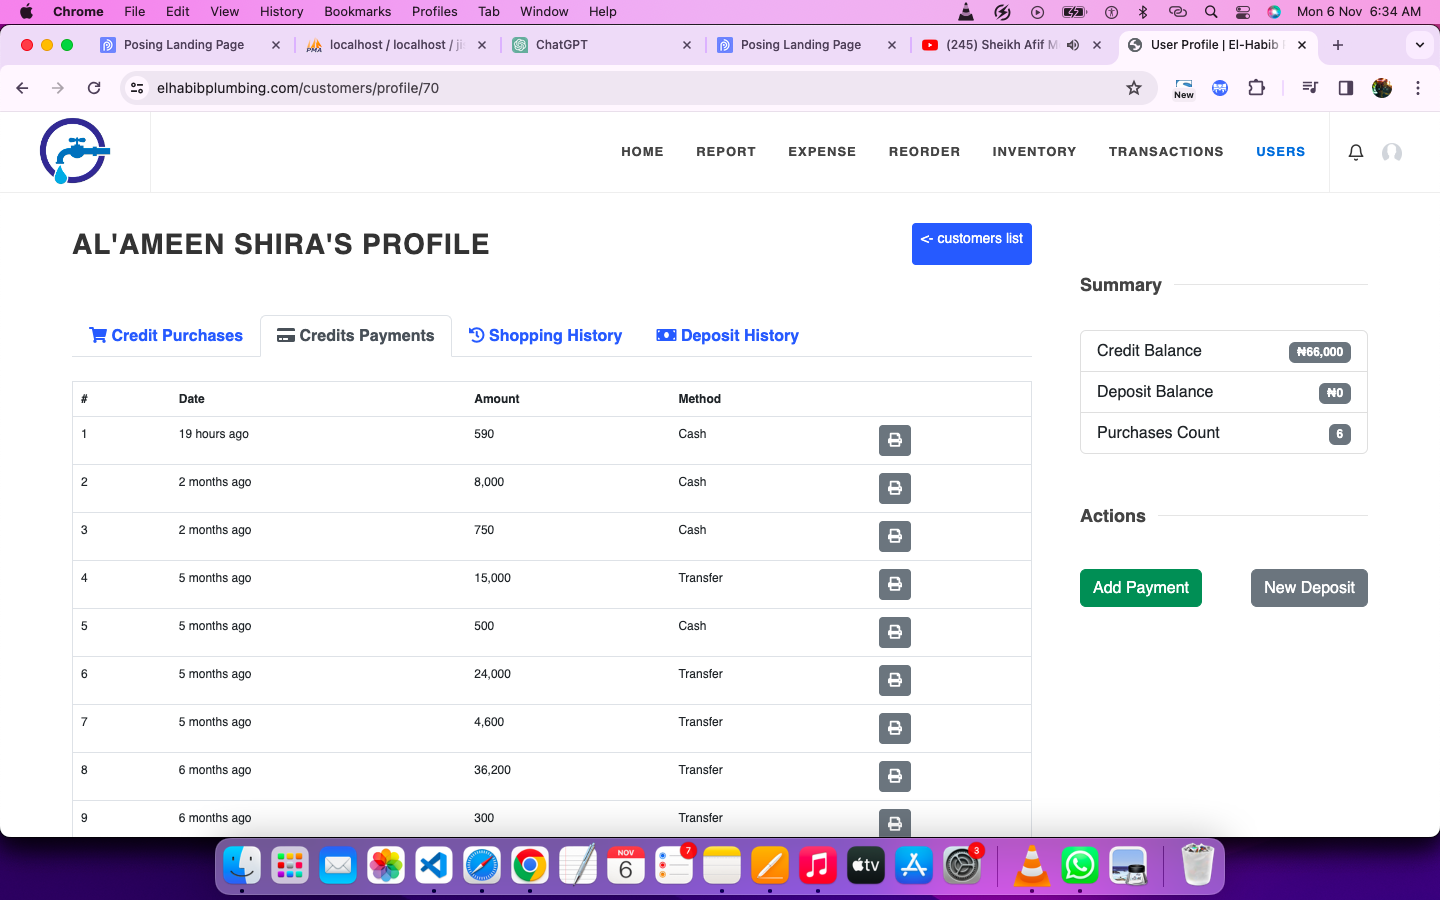 Chrome File Edit View History Bookmarks Profiles Tab Window Help Mon 6 Nov 6:34 AM
Posing Landing Page localhost / localhost / ji ChatGPT Posing Landing Page (245) Sheikh Afif M User Profile | El-Habib
elhabibplumbing.com/customers/profile/70 New
HOME REPORT EXPENSE REORDER INVENTORY TRANSACTIONS USERS
AL'AMEEN SHIRA'S PROFILE
<- customers list
Credit Purchases Credits Payments Shopping History Deposit History
# Date Amount Method
1 19 hours ago 590 Cash
2 2 months ago 8,000 Cash
3 2 months ago 750 Cash
4 5 months ago 15,000 Transfer
5 5 months ago 500 Cash
6 5 months ago 24,000 Transfer
7 5 months ago 4,600 Transfer
8 6 months ago 36,200 Transfer
9 6 months ago 300 Transfer
Summary
Credit Balance ₦66,000
Deposit Balance ₦0
Purchases Count 6
Actions
Add Payment New Deposit
NOV
6
7
tv
3